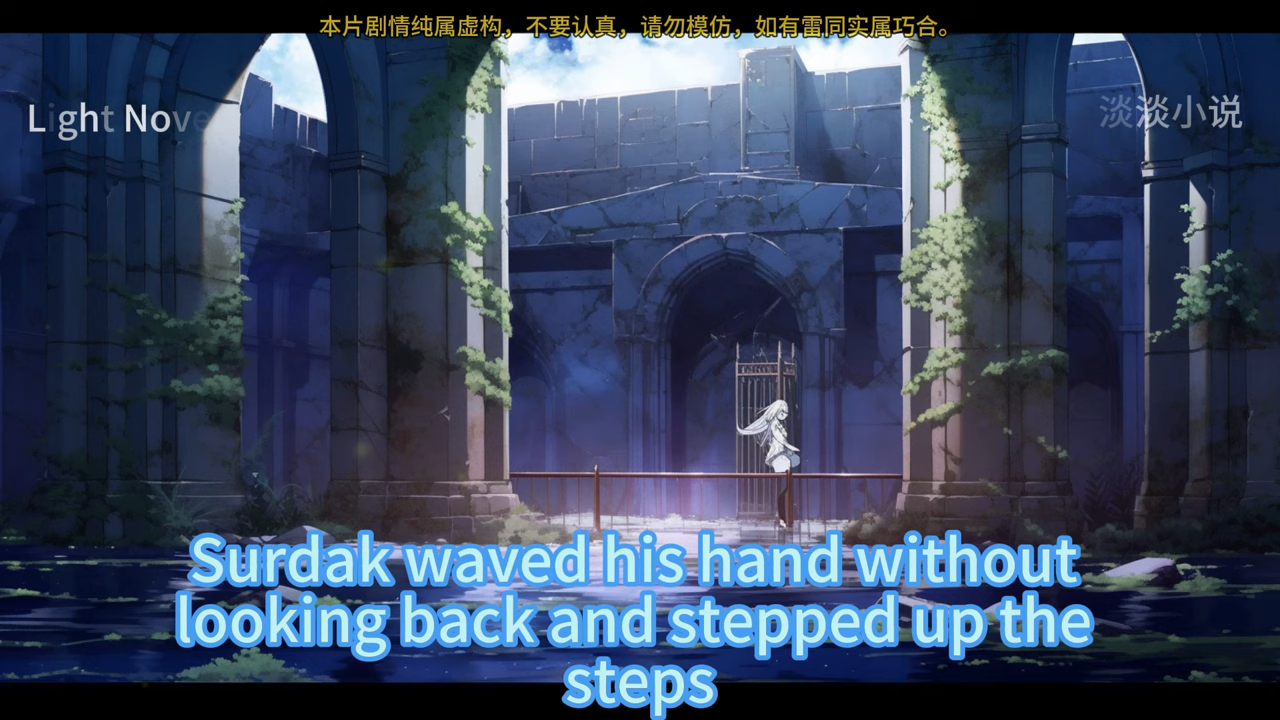 本片剧情纯属虚构，不要认真，请勿模仿，如有雷同实属巧合。
Light Nove
淡淡小说
Surdak waved his hand without
looking back and stepped up the
steps